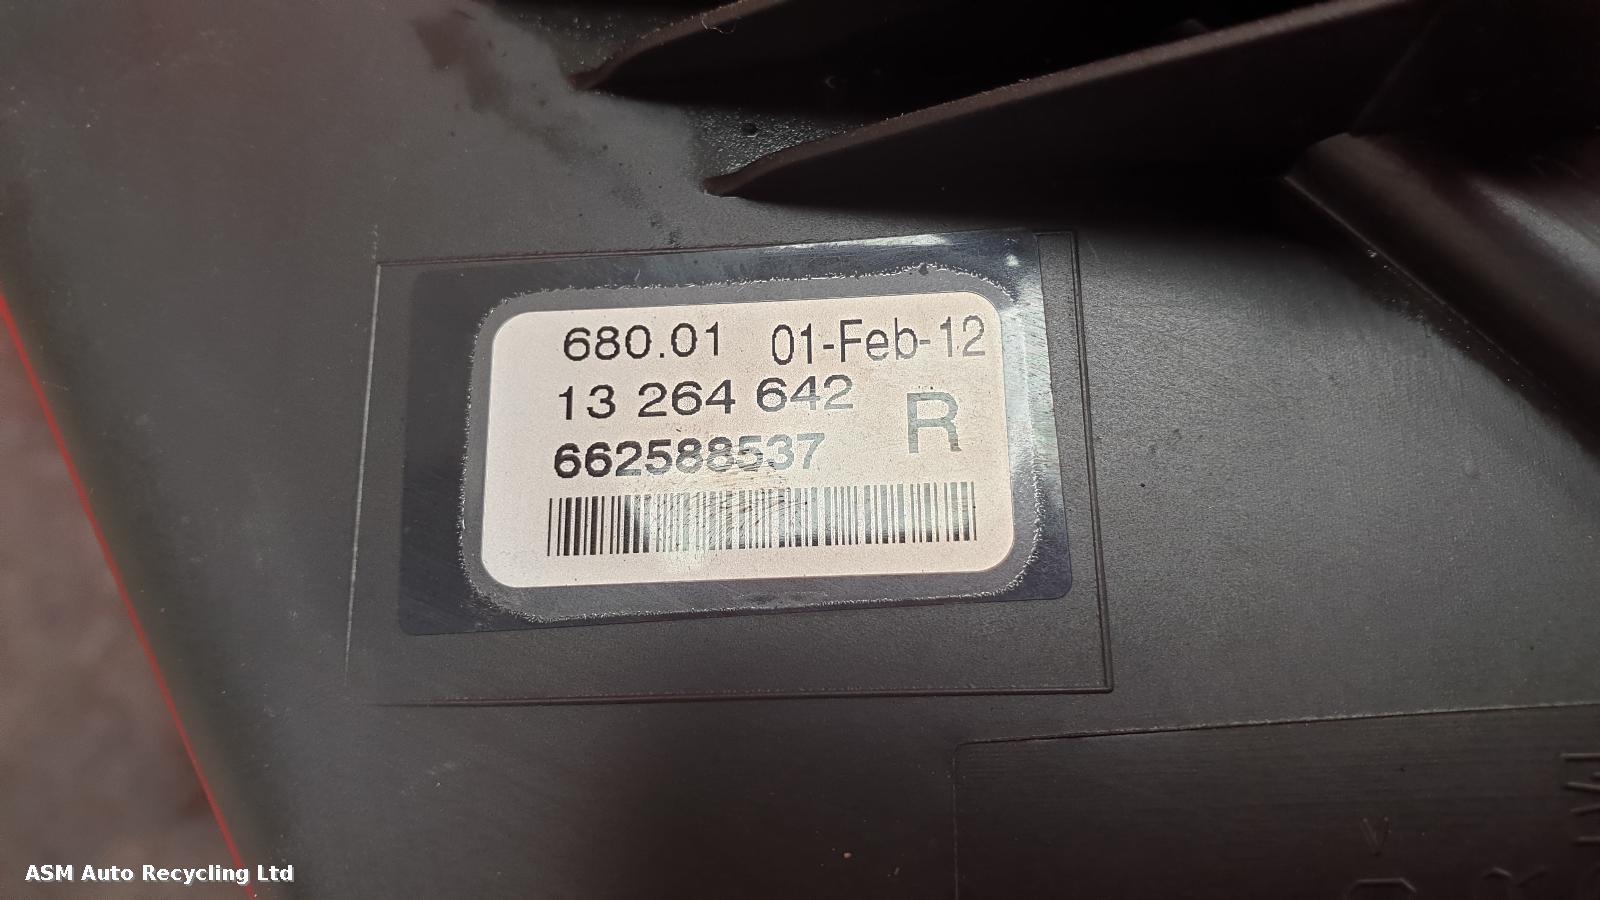 680.01 01-Feb-12
13 264 642
R
662588537
ASM Auto Recycling Ltd